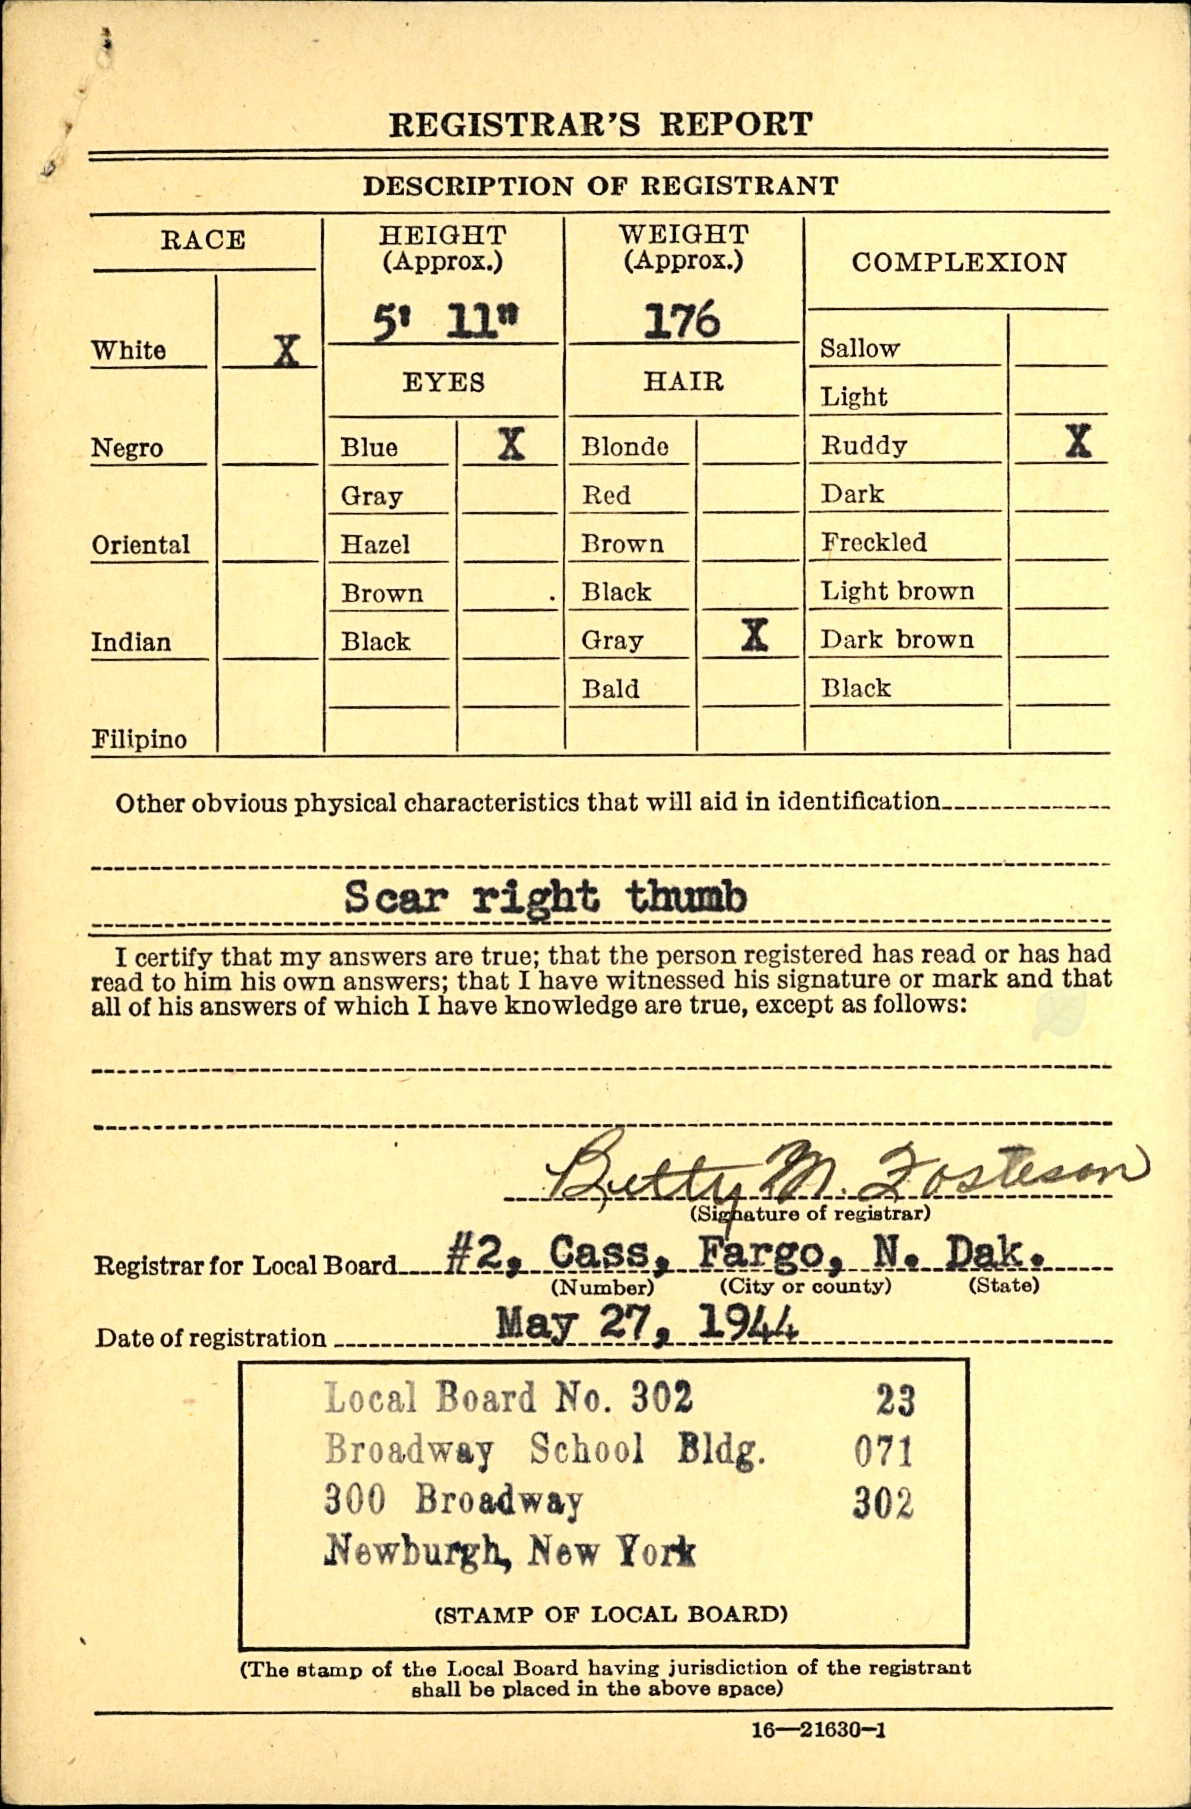 REGISTRAR'S REPORT
DESCRIPTION OF REGISTRANT
RACE
HEIGHT
(Approx.)
WEIGHT
(Approx.)
COMPLEXION
5' 11"
176
White X
Sallow
EYES
HAIR
Light
Negro
Blue X
Blonde
Ruddy X
Gray
Red
Dark
Oriental
Hazel
Brown
Freckled
Brown
Black
Light brown
Indian
Black
Gray X
Dark brown
Bald
Black
Filipino
Other obvious physical characteristics that will aid in identification
Scar right thumb
I certify that my answers are true; that the person registered has read or has had
read to him his own answers; that I have witnessed his signature or mark and that
all of his answers of which I have knowledge are true, except as follows:
Betty M. Fosteson
(Signature of registrar)
Registrar for Local Board #2, Cass, Fargo, N. Dak.
(Number) (City or county) (State)
Date of registration May 27, 1944
Local Board No. 302 23
Broadway School Bldg. 071
300 Broadway 302
Newburgh, New York
(STAMP OF LOCAL BOARD)
(The stamp of the Local Board having jurisdiction of the registrant
shall be placed in the above space)
16—21630-1